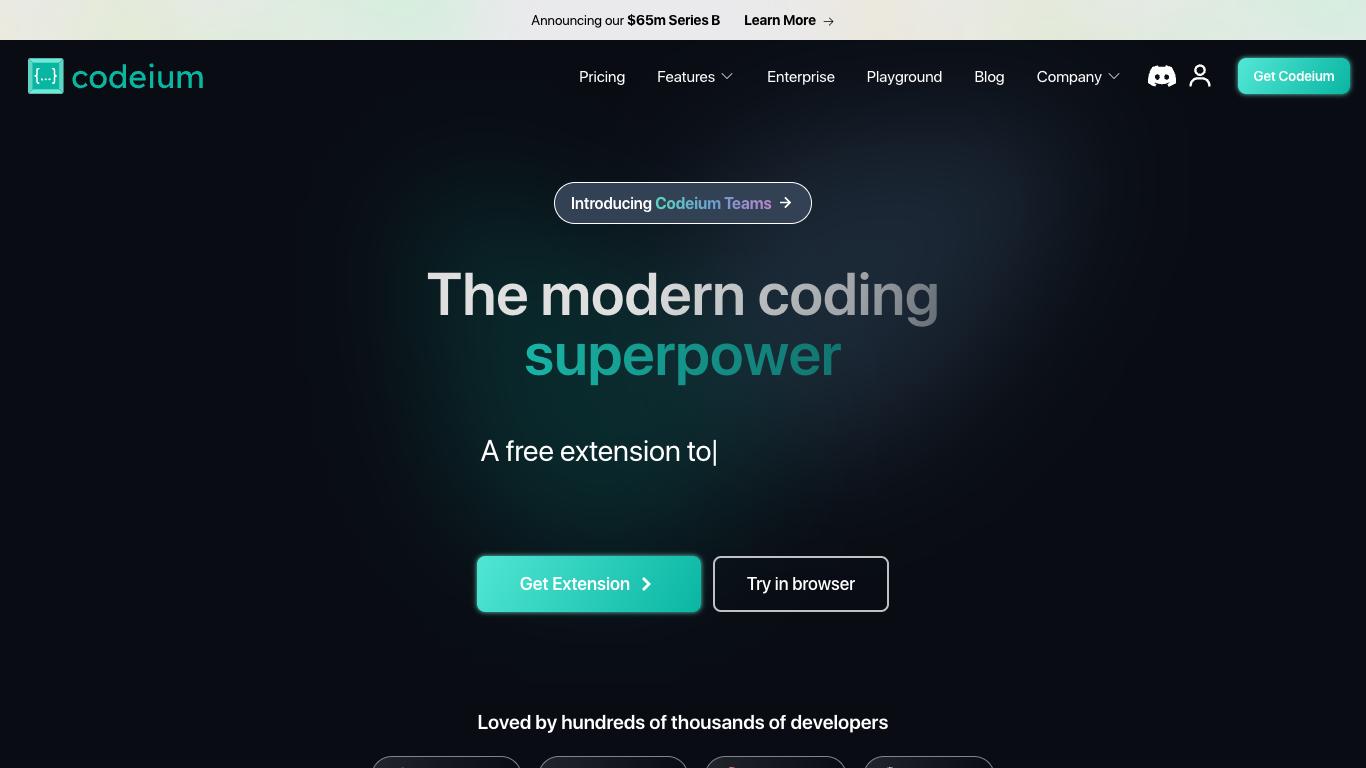 Announcing our $65m Series B Learn More →
{...} codeium
Pricing
Features
Enterprise
Playground
Blog
Company
Get Codeium
Introducing Codeium Teams →
The modern coding
superpower
A free extension to|
Get Extension
Try in browser
Loved by hundreds of thousands of developers